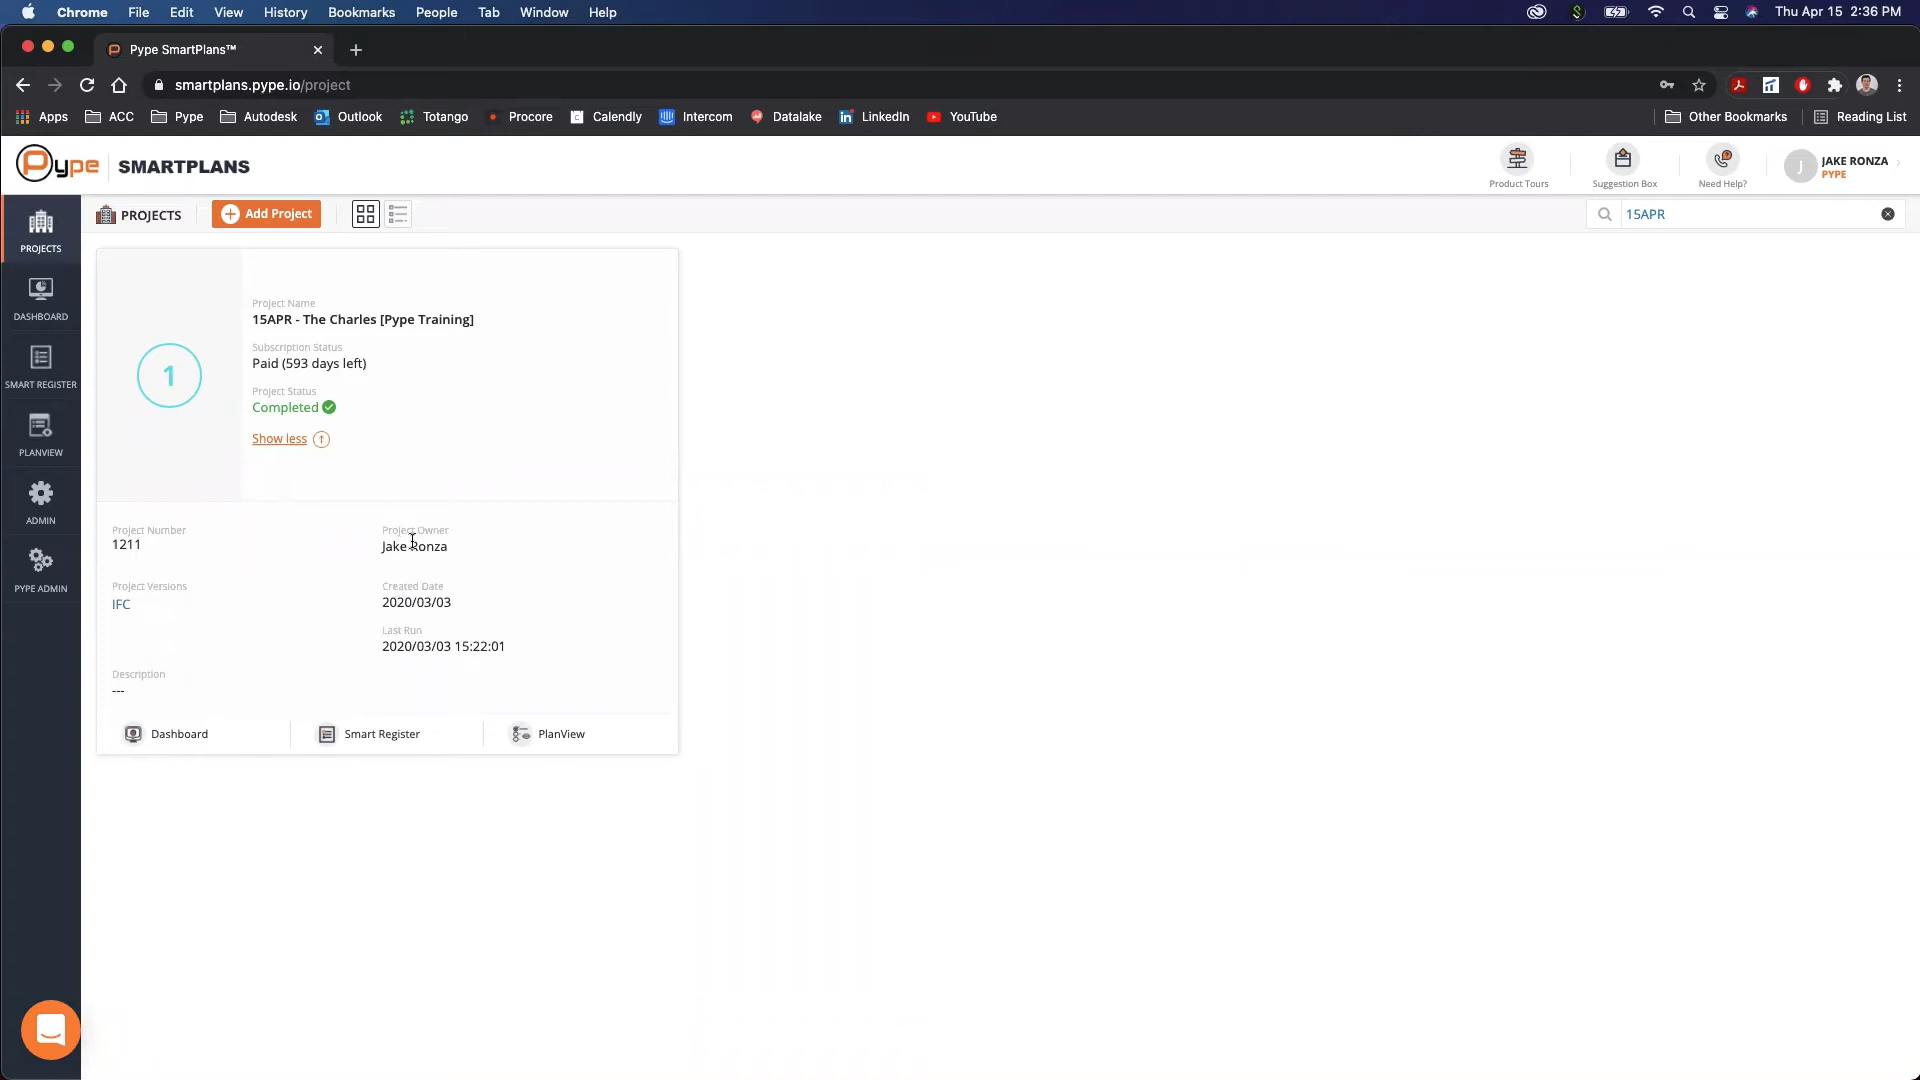 Chrome File Edit View History Bookmarks People Tab Window Help Thu Apr 15 2:36 PM
Pype SmartPlans™
smartplans.pype.io/project
Apps ACC Pype Autodesk Outlook Totango Procore Calendly Intercom Datalake LinkedIn YouTube Other Bookmarks Reading List
Pype SMARTPLANS
Product Tours Suggestion Box Need Help? J JAKE RONZA
PYPE
PROJECTS Add Project 15APR
PROJECTS
DASHBOARD
SMART REGISTER
PLANVIEW
ADMIN
PYPE ADMIN
1
Project Name
15APR - The Charles [Pype Training]
Subscription Status
Paid (593 days left)
Project Status
Completed
Show less
Project Number
1211
Project Owner
Jake Ronza
Project Versions
IFC
Created Date
2020/03/03
Last Run
2020/03/03 15:22:01
Description
---
Dashboard Smart Register PlanView